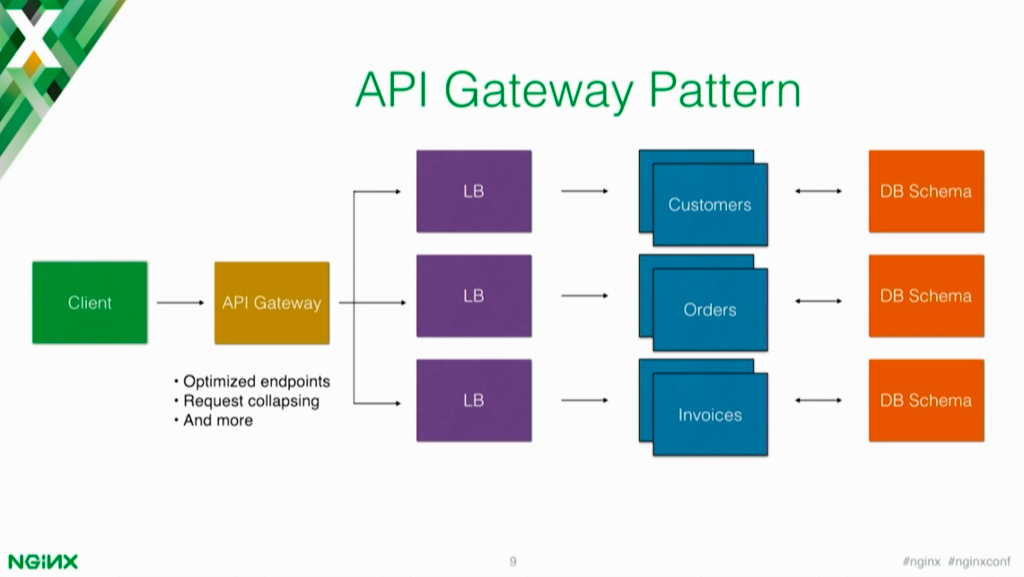 API Gateway Pattern
Client
API Gateway
• Optimized endpoints
• Request collapsing
• And more
LB
Customers
DB Schema
LB
Orders
DB Schema
LB
Invoices
DB Schema
NGINX
9
#nginx #nginxconf